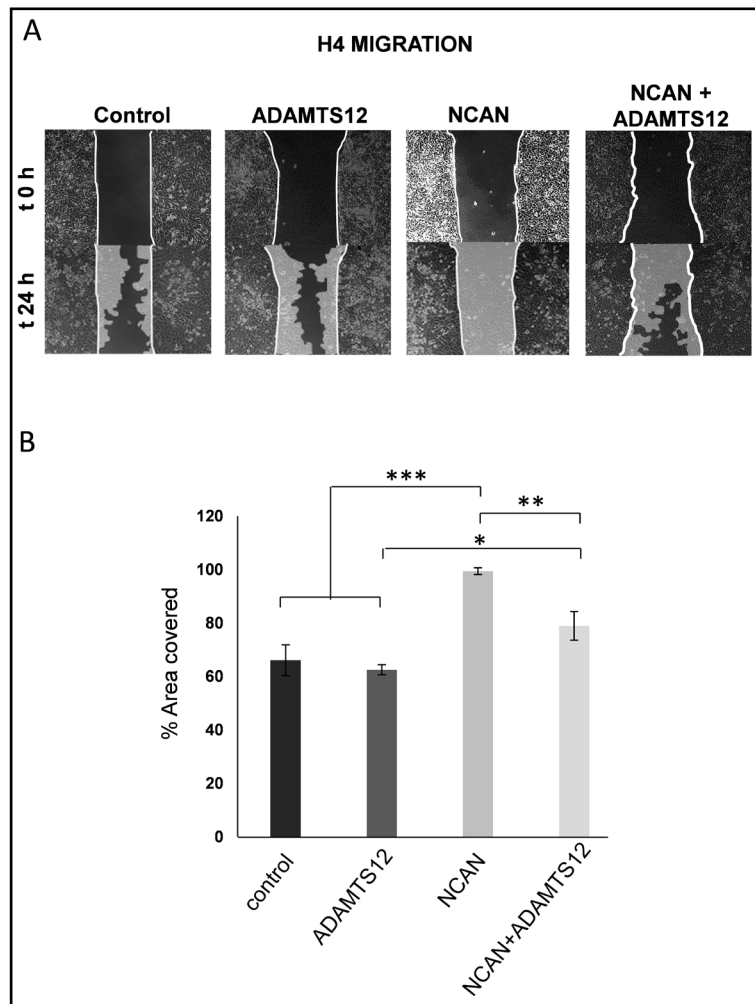 A
H4 MIGRATION
Control
ADAMTS12
NCAN
NCAN +
ADAMTS12
t 0 h
t 24 h
B
***
**
*
120
100
80
60
40
20
0
% Area covered
control
ADAMTS12
NCAN
NCAN+ADAMTS12